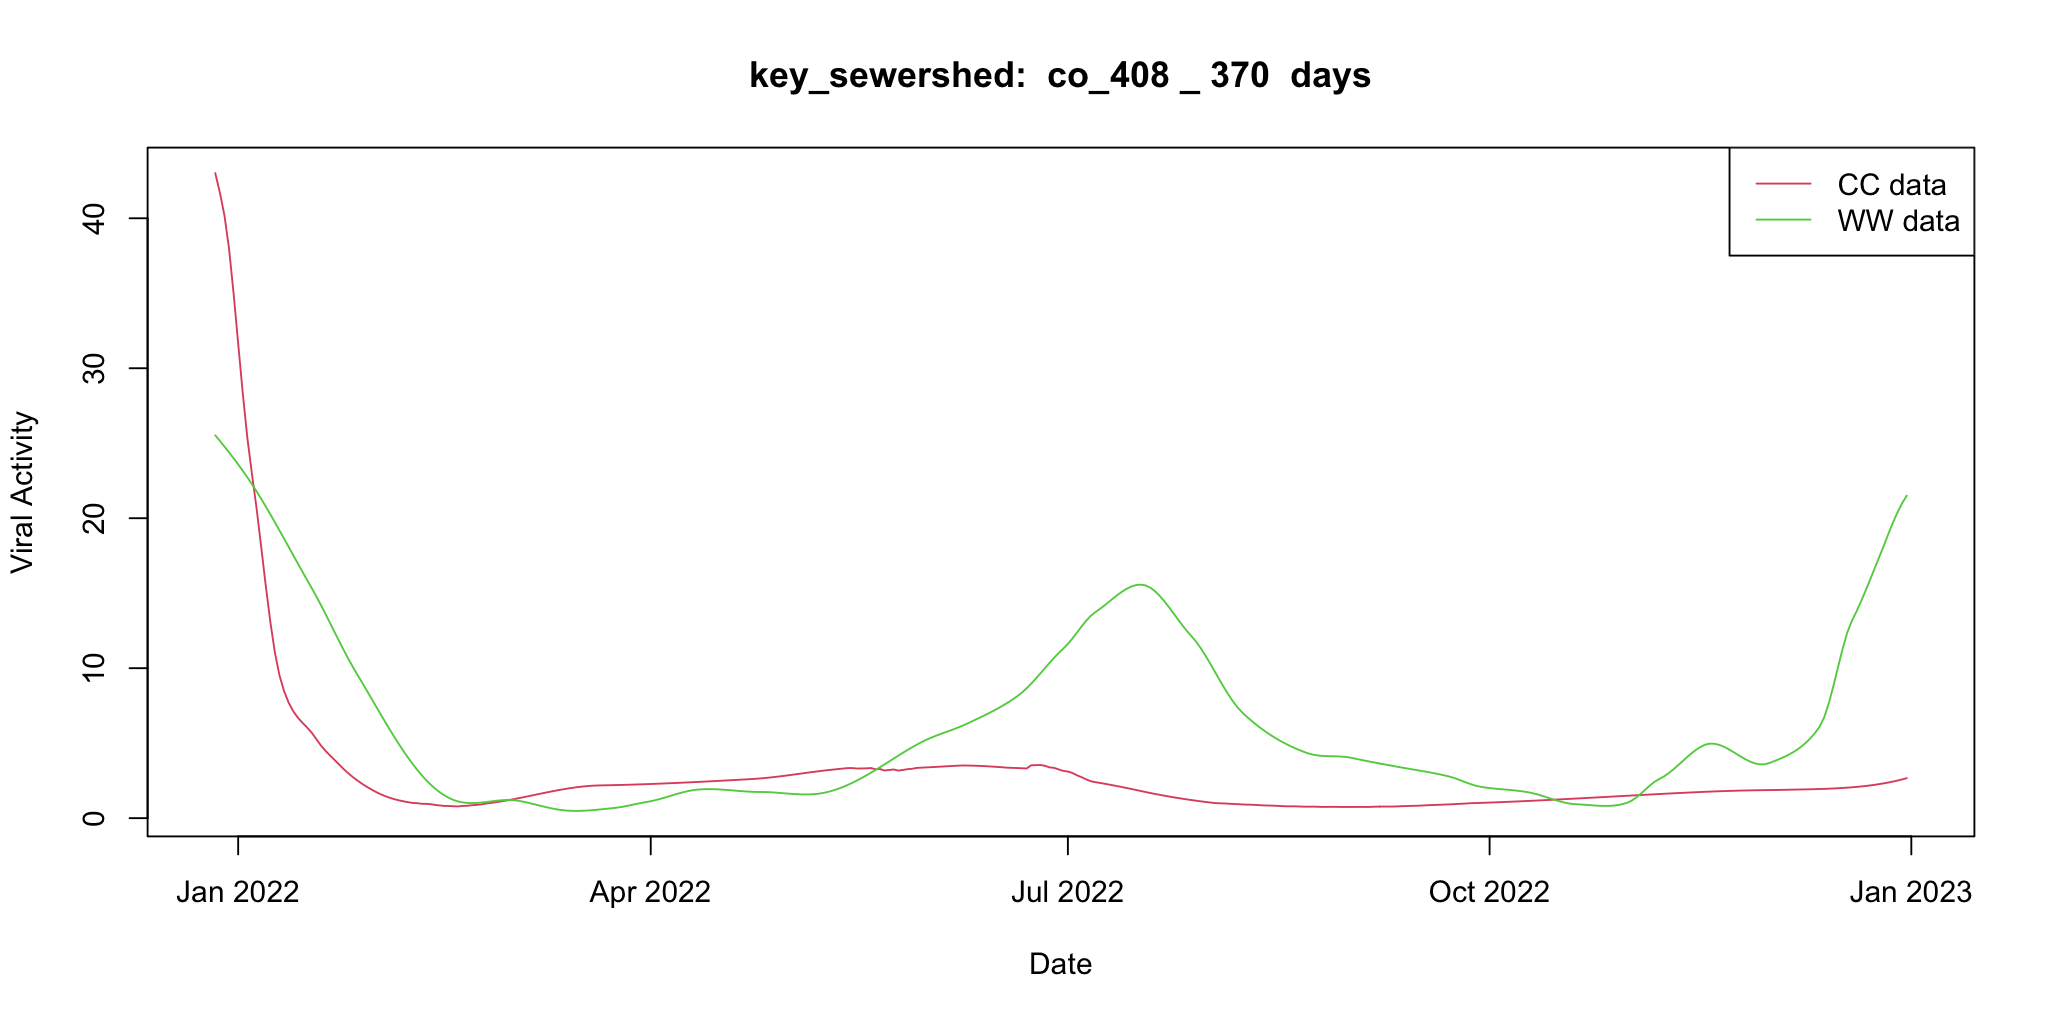 key_sewershed: co_408 _ 370 days
CC data
WW data
Viral Activity
40
30
20
10
0
Jan 2022 Apr 2022 Jul 2022 Oct 2022 Jan 2023
Date